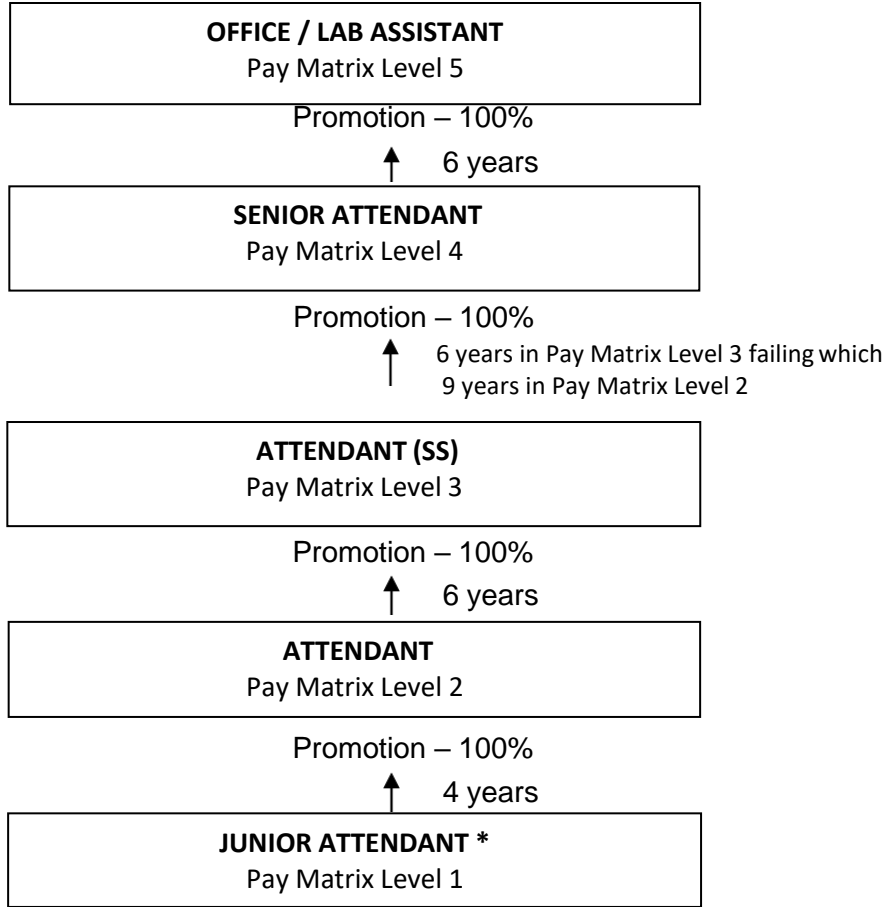 OFFICE / LAB ASSISTANT
Pay Matrix Level 5
Promotion – 100%
6 years
SENIOR ATTENDANT
Pay Matrix Level 4
Promotion – 100%
6 years in Pay Matrix Level 3 failing which
9 years in Pay Matrix Level 2
ATTENDANT (SS)
Pay Matrix Level 3
Promotion – 100%
6 years
ATTENDANT
Pay Matrix Level 2
Promotion – 100%
4 years
JUNIOR ATTENDANT *
Pay Matrix Level 1